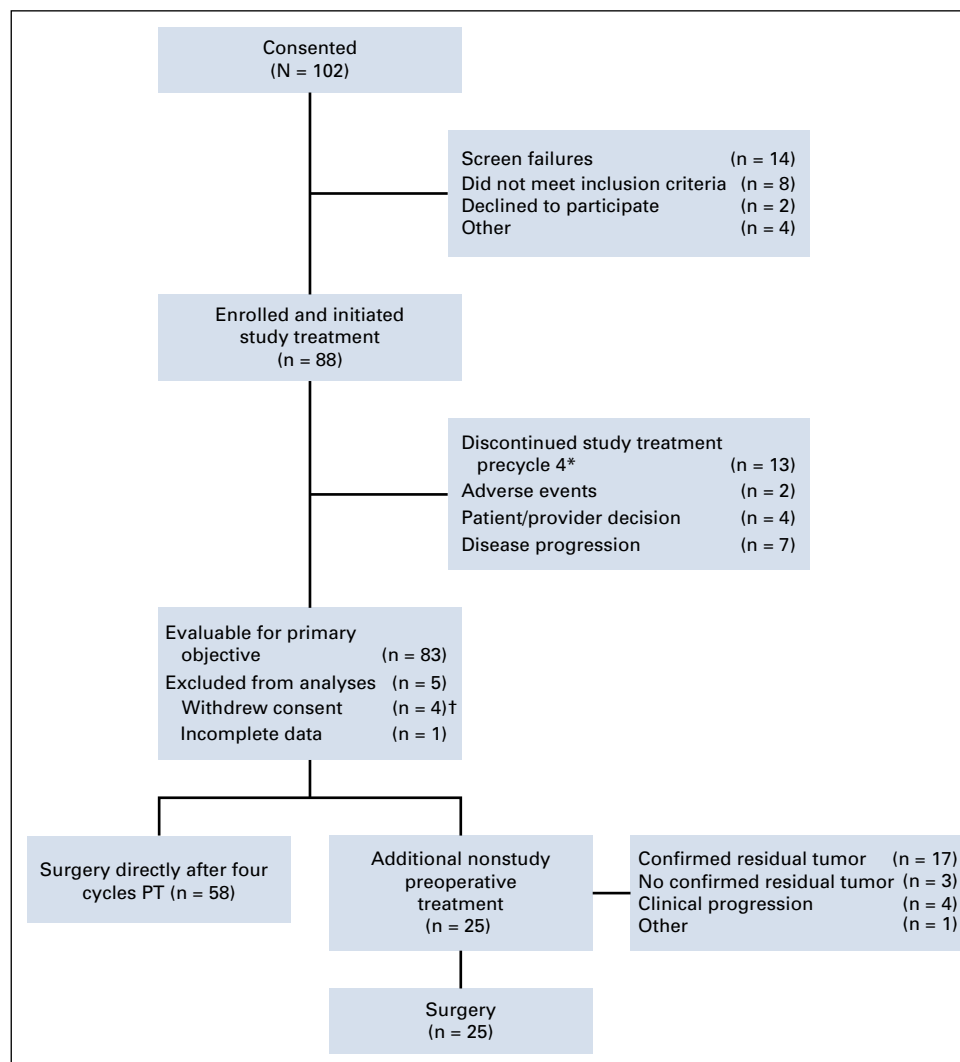 Consented
(N = 102)
Screen failures (n = 14)
Did not meet inclusion criteria (n = 8)
Declined to participate (n = 2)
Other (n = 4)
Enrolled and initiated
study treatment
(n = 88)
Discontinued study treatment
precycle 4* (n = 13)
Adverse events (n = 2)
Patient/provider decision (n = 4)
Disease progression (n = 7)
Evaluable for primary
objective (n = 83)
Excluded from analyses (n = 5)
Withdrew consent (n = 4)†
Incomplete data (n = 1)
Surgery directly after four
cycles PT (n = 58)
Additional nonstudy
preoperative
treatment
(n = 25)
Confirmed residual tumor (n = 17)
No confirmed residual tumor (n = 3)
Clinical progression (n = 4)
Other (n = 1)
Surgery
(n = 25)